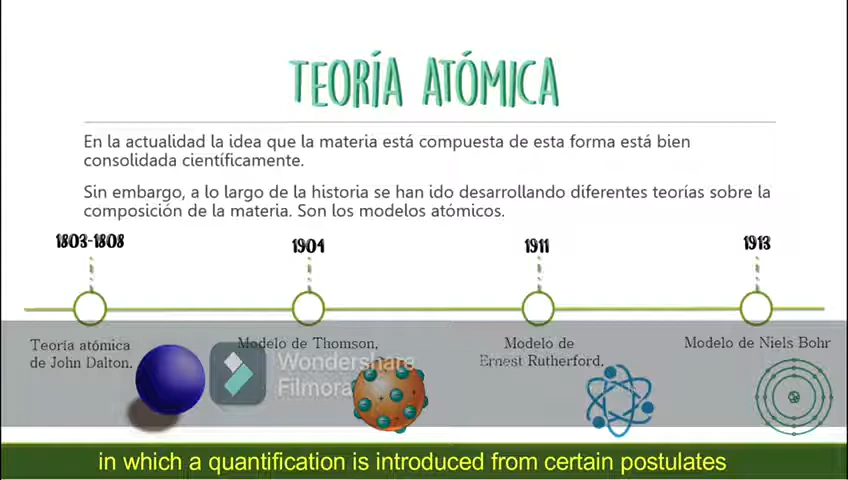 TEORÍA ATÓMICA
En la actualidad la idea que la materia está compuesta de esta forma está bien
consolidada científicamente.
Sin embargo, a lo largo de la historia se han ido desarrollando diferentes teorías sobre la
composición de la materia. Son los modelos atómicos.
1803-1808
1904
1911
1913
Teoría atómica
de John Dalton.
Modelo de Thomson,
Modelo de
Ernest Rutherford,
Modelo de Niels Bohr
Wondershare
Filmora
in which a quantification is introduced from certain postulates